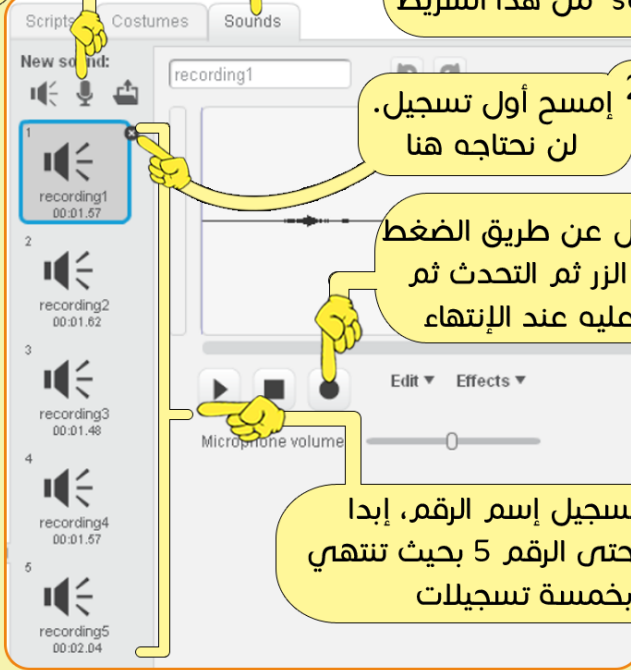 s من هذا الشريط
Scripts Costumes Sounds
New sound:
recording1
2
إمسح أول تسجيل.
لن نحتاجه هنا
1
recording1
00:01.57
ل عن طريق الضغط
الزر ثم التحدث ثم
عليه عند الإنتهاء
2
recording2
00:01.62
3
recording3
00:01.48
Edit Effects
Microphone volume
4
recording4
00:01.57
سجيل إسم الرقم، إبدا
حتى الرقم 5 بحيث تنتهي
بخمسة تسجيلات
5
recording5
00:02.04